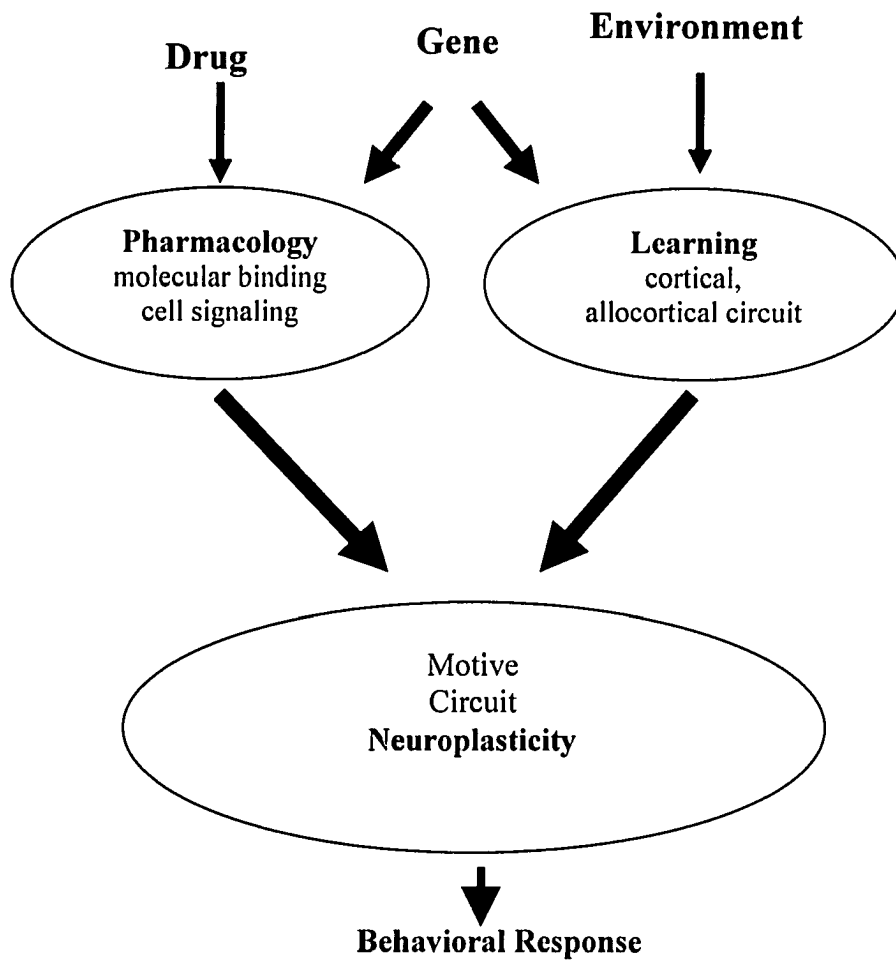 Drug
Gene
Environment
Pharmacology
molecular binding
cell signaling
Learning
cortical,
allocortical circuit
Motive
Circuit
Neuroplasticity
Behavioral Response